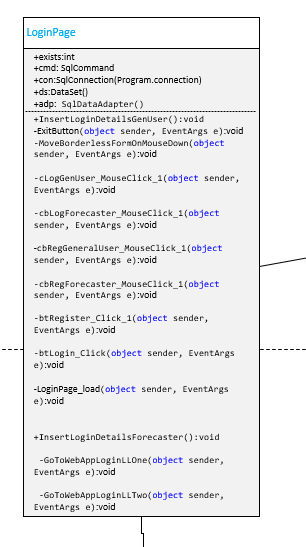 LoginPage
+exists:int
+cmd: SqlCommand
+con:SqlConnection(Program.connection)
+ds:DataSet()
+adp: SqlDataAdapter()
+InsertLoginDetailsGenUser():void
-ExitButton(object sender, EventArgs e):void
-MoveBorderlessFormOnMouseDown(object
sender, EventArgs e):void
-cLogGenUser_MouseClick_1(object sender,
EventArgs e):void
-cbLogForecaster_MouseClick_1(object
sender, EventArgs e):void
-cbRegGeneralUser_MouseClick_1(object
sender, EventArgs e):void
-cbRegForecaster_MouseClick_1(object
sender, EventArgs e):void
-btRegister_Click_1(object sender,
EventArgs e):void
-btLogin_Click(object sender, EventArgs
e):void
-LoginPage_load(object sender, EventArgs
e):void
+InsertLoginDetailsForecaster():void
-GoToWebAppLoginLLOne(object sender,
EventArgs e):void
-GoToWebAppLoginLLTwo(object sender,
EventArgs e):void